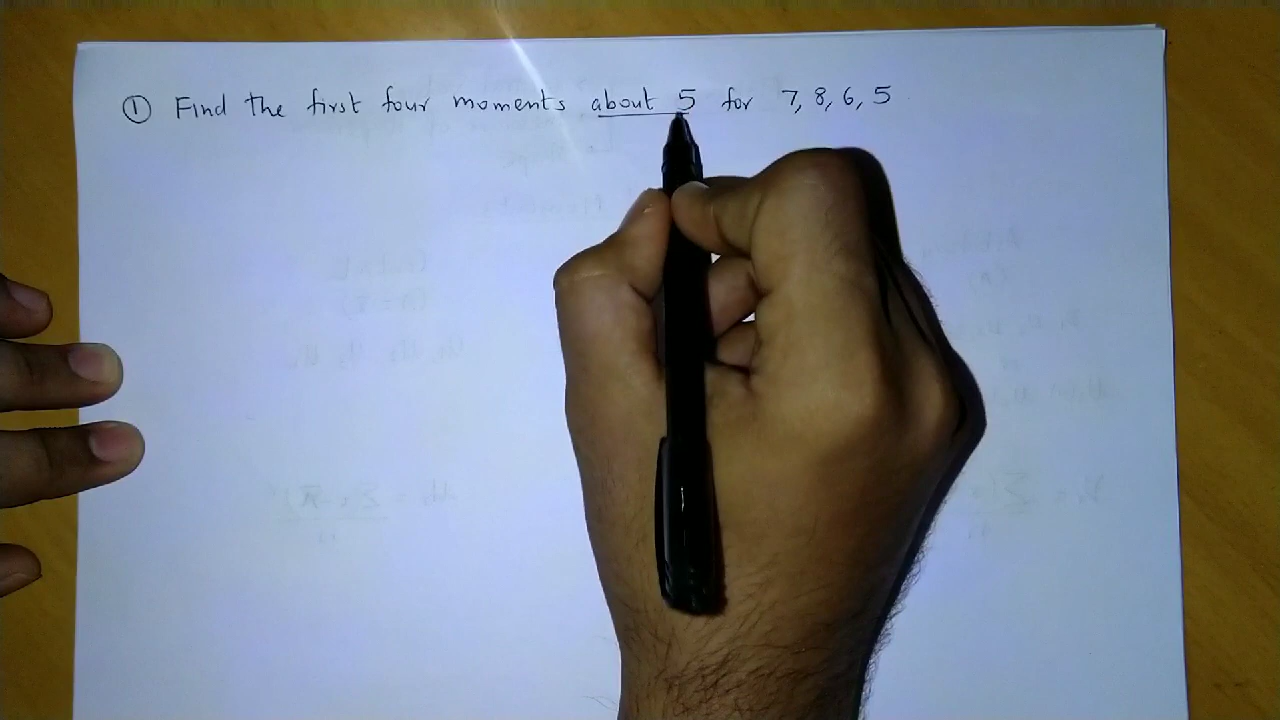 ① Find the first four moments about 5 for 7, 8, 6, 5